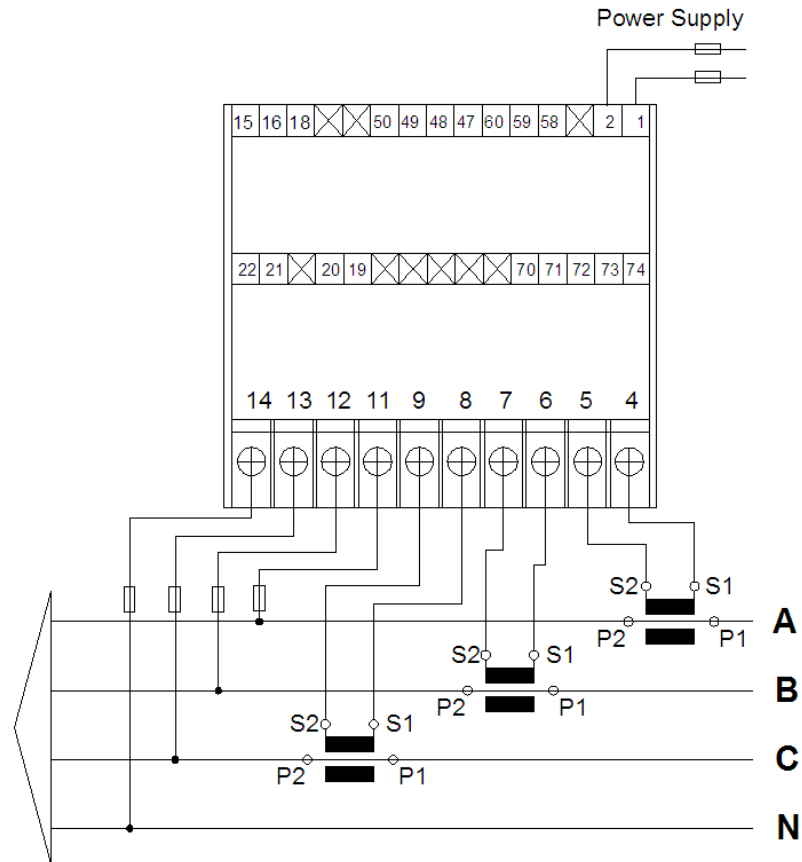 Power Supply
15 16 18 50 49 48 47 60 59 58 2 1
22 21 20 19 70 71 72 73 74
14 13 12 11 9 8 7 6 5 4
S2 S1
P2 P1 A
S2 S1
P2 P1 B
S2 S1
P2 P1 C
N